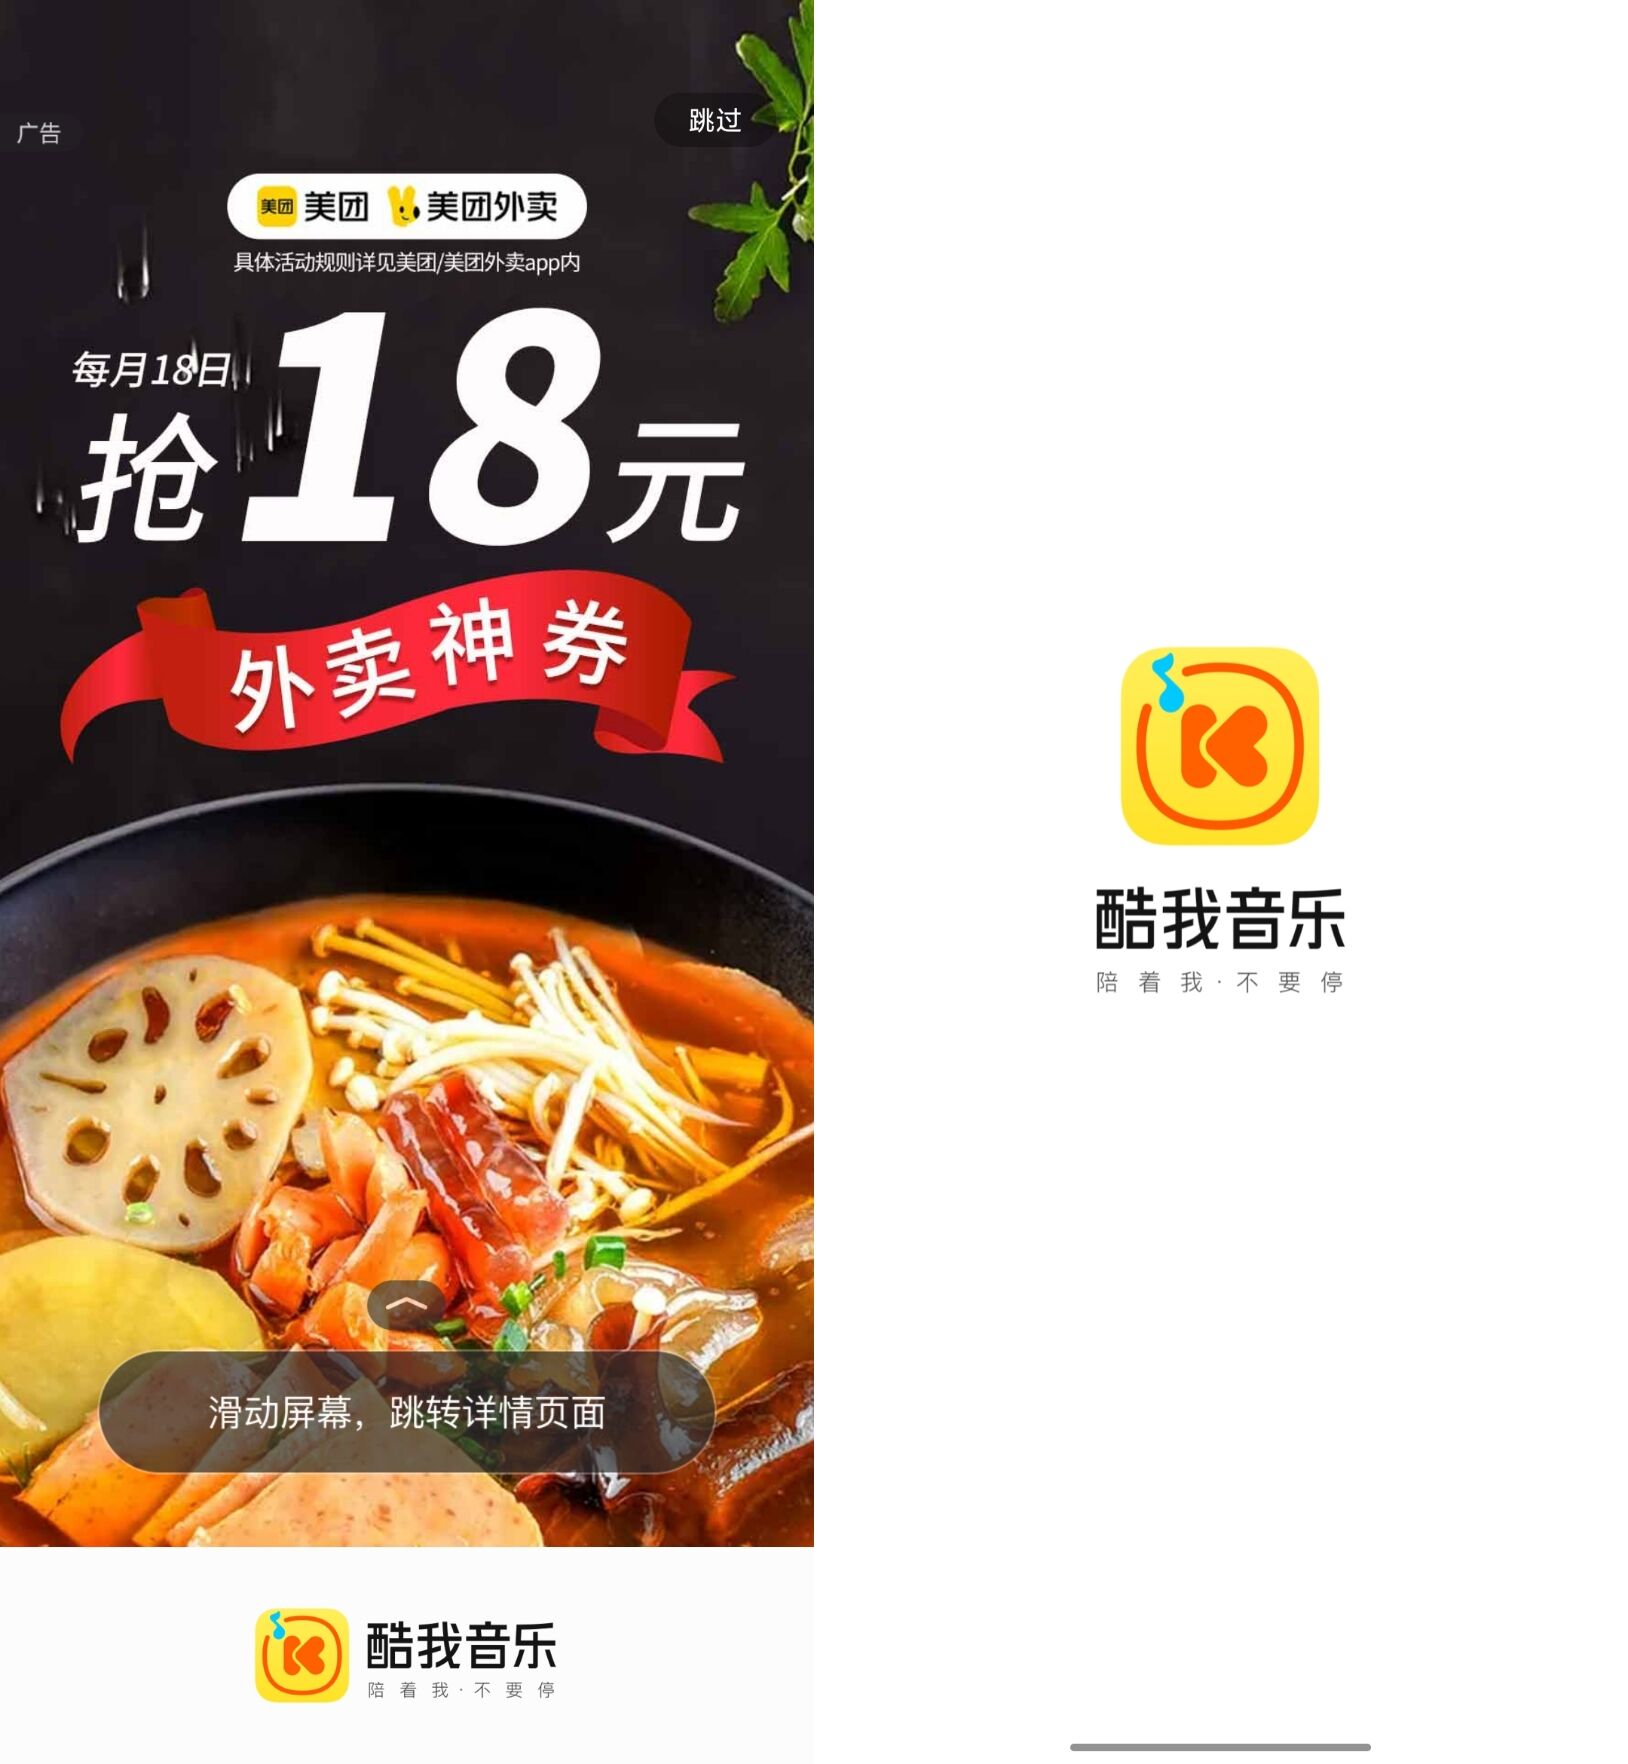 广告
跳过
美团 美团 美团外卖
具体活动规则详见美团/美团外卖app内
每月18日
抢18元
外卖神券
滑动屏幕，跳转详情页面
酷我音乐
陪着我·不要停
酷我音乐
陪着我·不要停